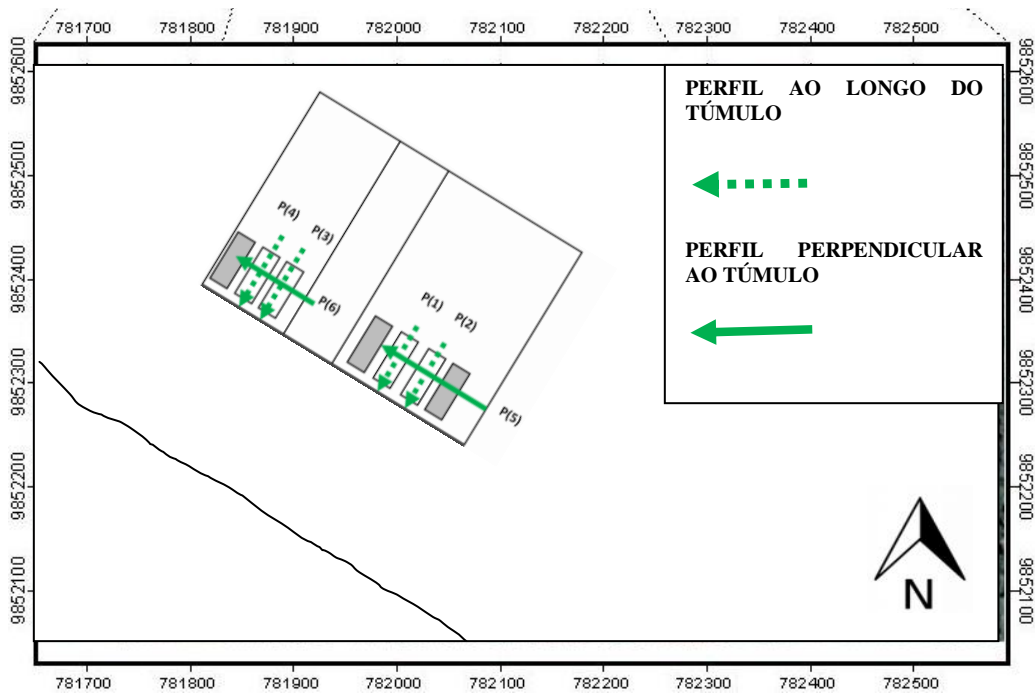 781700 781800 781900 782000 782100 782200 782300 782400 782500
9852600 9852600
PERFIL AO LONGO DO
TÚMULO
9852500 9852500
P(4)
P(3)
PERFIL PERPENDICULAR
AO TÚMULO
9852400 9852400
P(6)
P(1)
P(2)
9852300 9852300
P(5)
9852200 9852200
9852100 9852100
N
781700 781800 781900 782000 782100 782200 782300 782400 782500